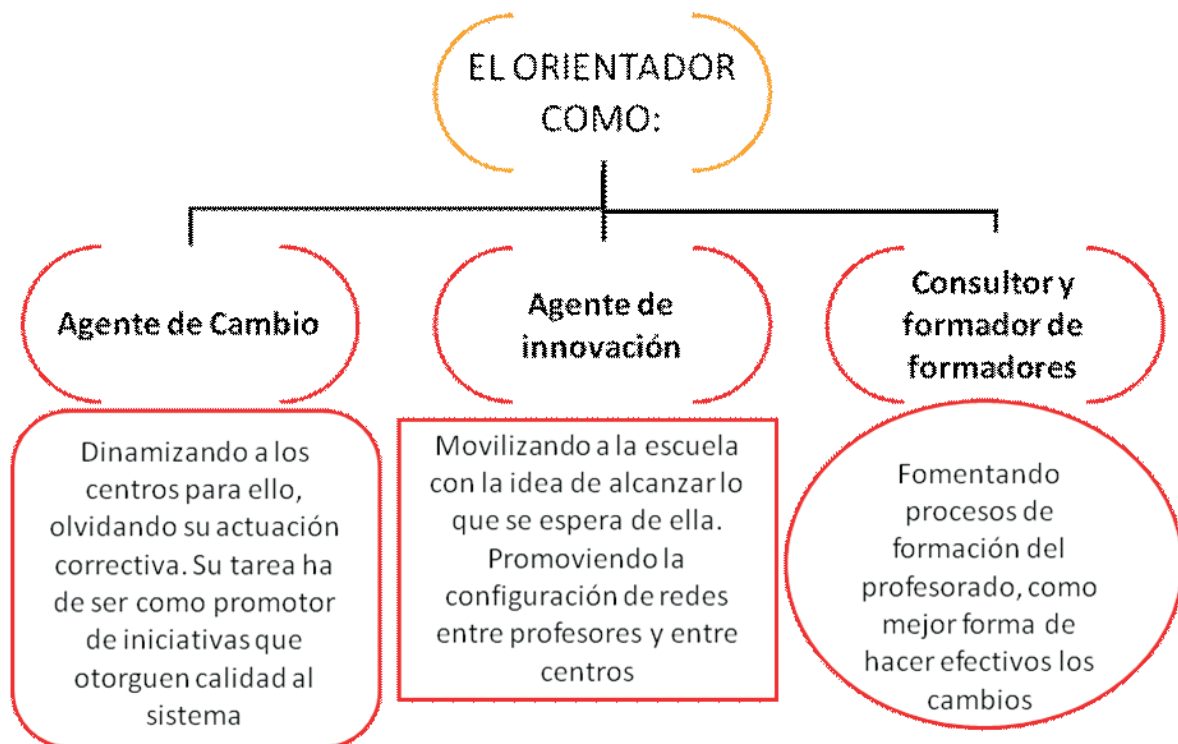 EL ORIENTADOR
COMO:
Agente de Cambio
Dinamizando a los
centros para ello,
olvidando su actuación
correctiva. Su tarea ha
de ser como promotor
de iniciativas que
otorguen calidad al
sistema
Agente de
innovación
Movilizando a la escuela
con la idea de alcanzar lo
que se espera de ella.
Promoviendo la
configuración de redes
entre profesores y entre
centros
Consultor y
formador de
formadores
Fomentando
procesos de
formación del
profesorado, como
mejor forma de
hacer efectivos los
cambios